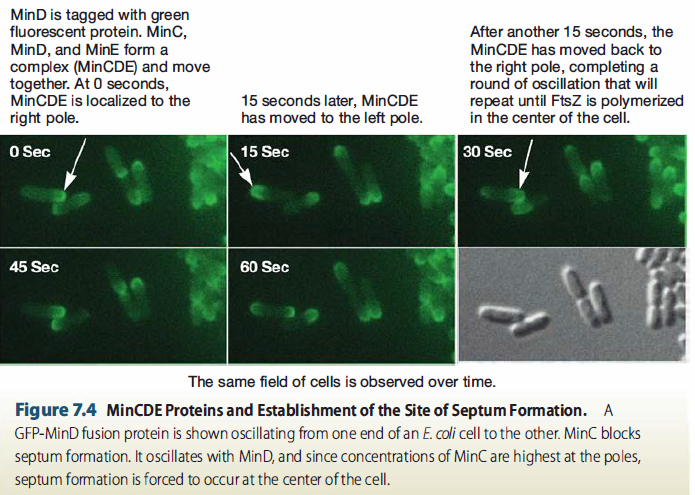 MinD is tagged with green
fluorescent protein. MinC,
MinD, and MinE form a
complex (MinCDE) and move
together. At 0 seconds,
MinCDE is localized to the
right pole.
15 seconds later, MinCDE
has moved to the left pole.
After another 15 seconds, the
MinCDE has moved back to
the right pole, completing a
round of oscillation that will
repeat until FtsZ is polymerized
in the center of the cell.
0 Sec
15 Sec
30 Sec
45 Sec
60 Sec
The same field of cells is observed over time.
Figure 7.4 MinCDE Proteins and Establishment of the Site of Septum Formation. A
GFP-MinD fusion protein is shown oscillating from one end of an E. coli cell to the other. MinC blocks
septum formation. It oscillates with MinD, and since concentrations of MinC are highest at the poles,
septum formation is forced to occur at the center of the cell.